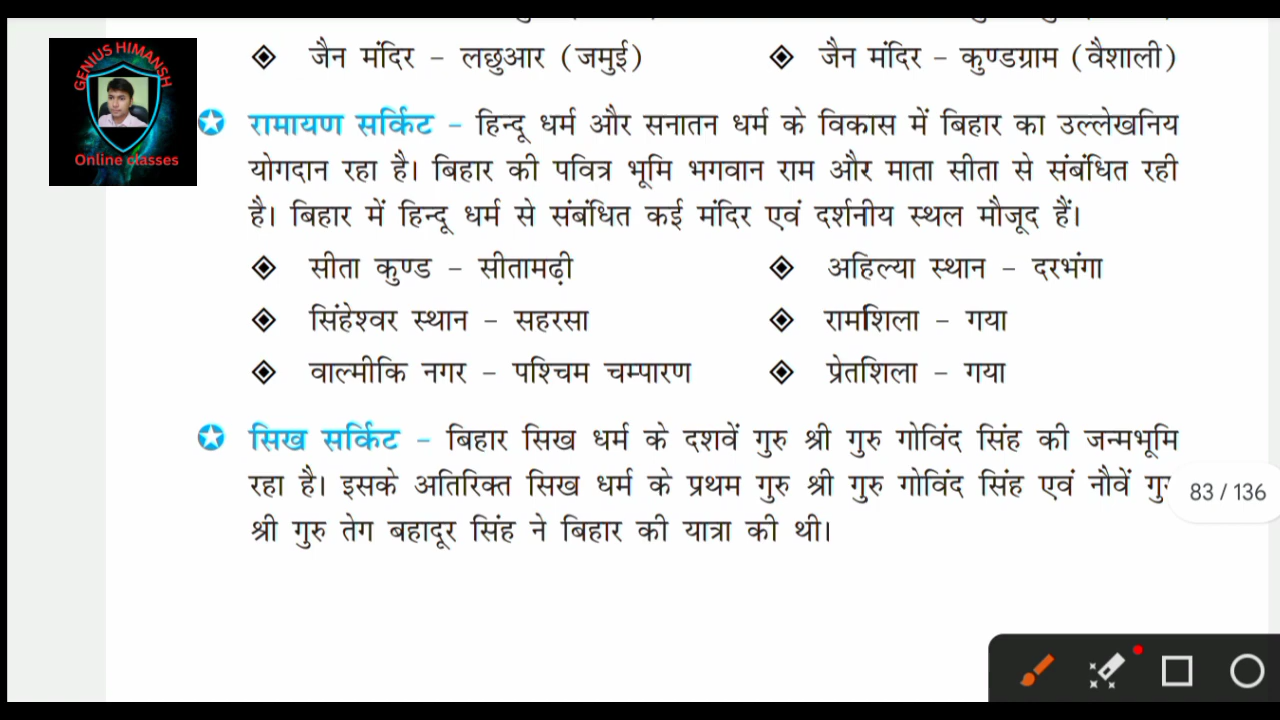 GENIUS HIMANSH
Online classes
जैन मंदिर – लछुआर (जमुई)
जैन मंदिर – कुण्डग्राम (वैशाली)
रामायण सर्किट – हिन्दू धर्म और सनातन धर्म के विकास में बिहार का उल्लेखनिय
योगदान रहा है। बिहार की पवित्र भूमि भगवान राम और माता सीता से संबंधित रही
है। बिहार में हिन्दू धर्म से संबंधित कई मंदिर एवं दर्शनीय स्थल मौजूद हैं।
सीता कुण्ड – सीतामढ़ी
अहिल्या स्थान – दरभंगा
सिंहेश्वर स्थान – सहरसा
रामशिला – गया
वाल्मीकि नगर – पश्चिम चम्पारण
प्रेतशिला – गया
सिख सर्किट – बिहार सिख धर्म के दशवें गुरु श्री गुरु गोविंद सिंह की जन्मभूमि
रहा है। इसके अतिरिक्त सिख धर्म के प्रथम गुरु श्री गुरु गोविंद सिंह एवं नौवें
श्री गुरु तेग बहादूर सिंह ने बिहार की यात्रा की थी।
83 / 136